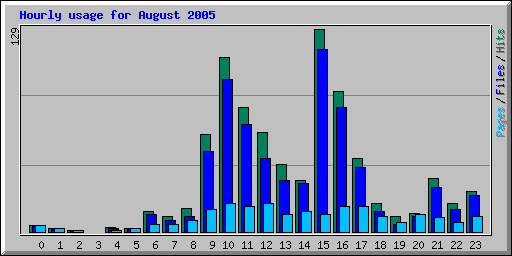 Hourly usage for August 2005
129
Pages/Files/Hits
0 1 2 3 4 5 6 7 8 9 10 11 12 13 14 15 16 17 18 19 20 21 22 23